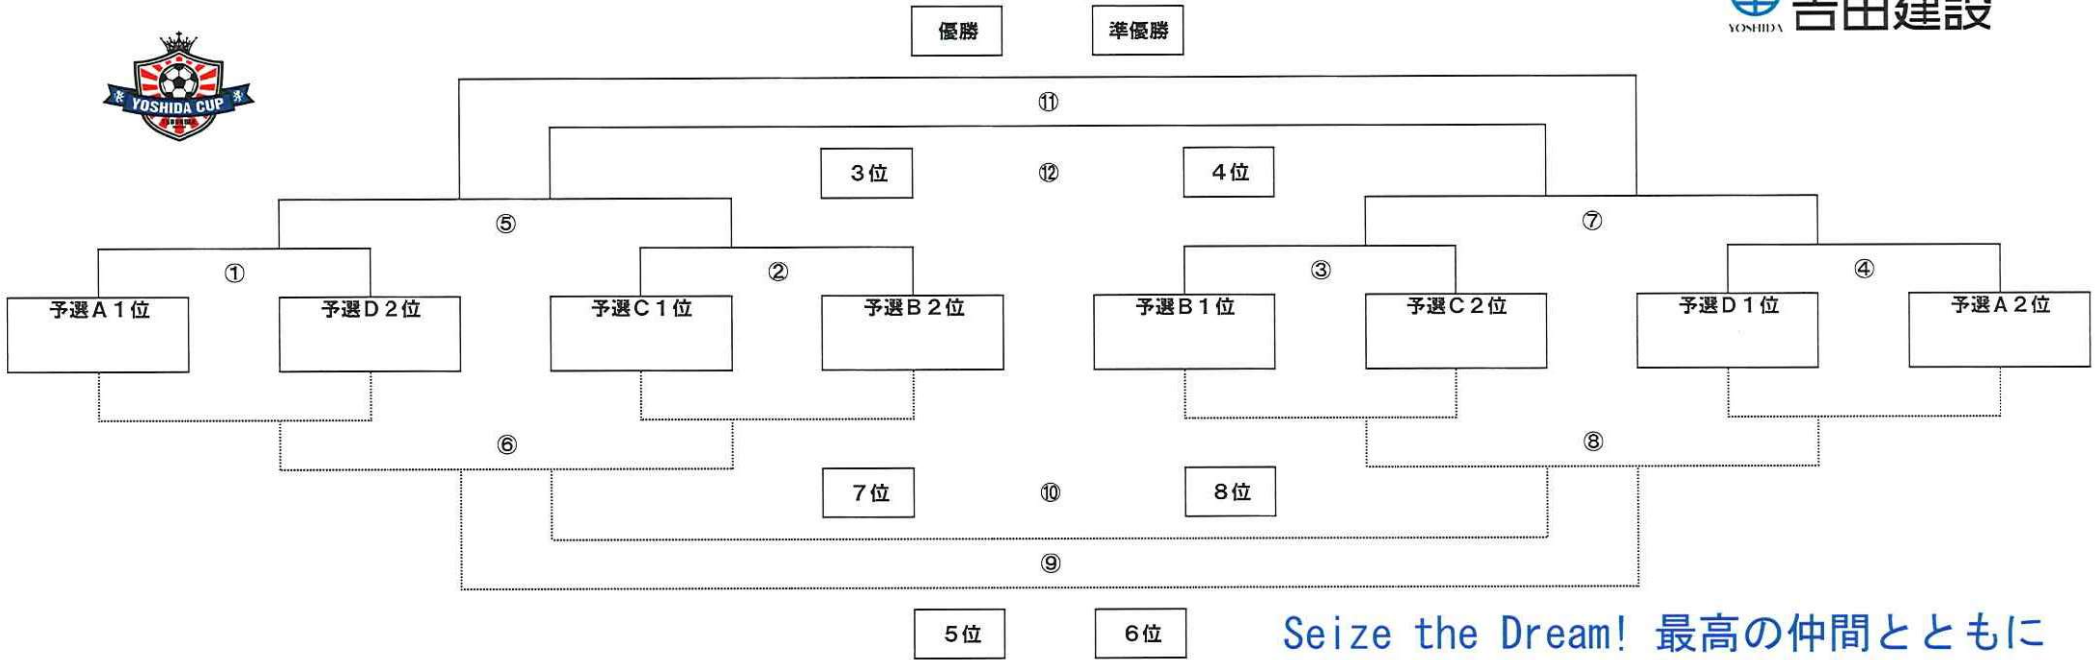 優勝 準優勝
吉田建設
YOSHIDA
YOSHIDA CUP
⑪
3位 ⑫ 4位
⑤ ⑦
① ② ③ ④
予選A1位 予選D2位 予選C1位 予選B2位 予選B1位 予選C2位 予選D1位 予選A2位
⑥ ⑧
7位 ⑩ 8位
⑨
5位 6位
Seize the Dream! 最高の仲間とともに